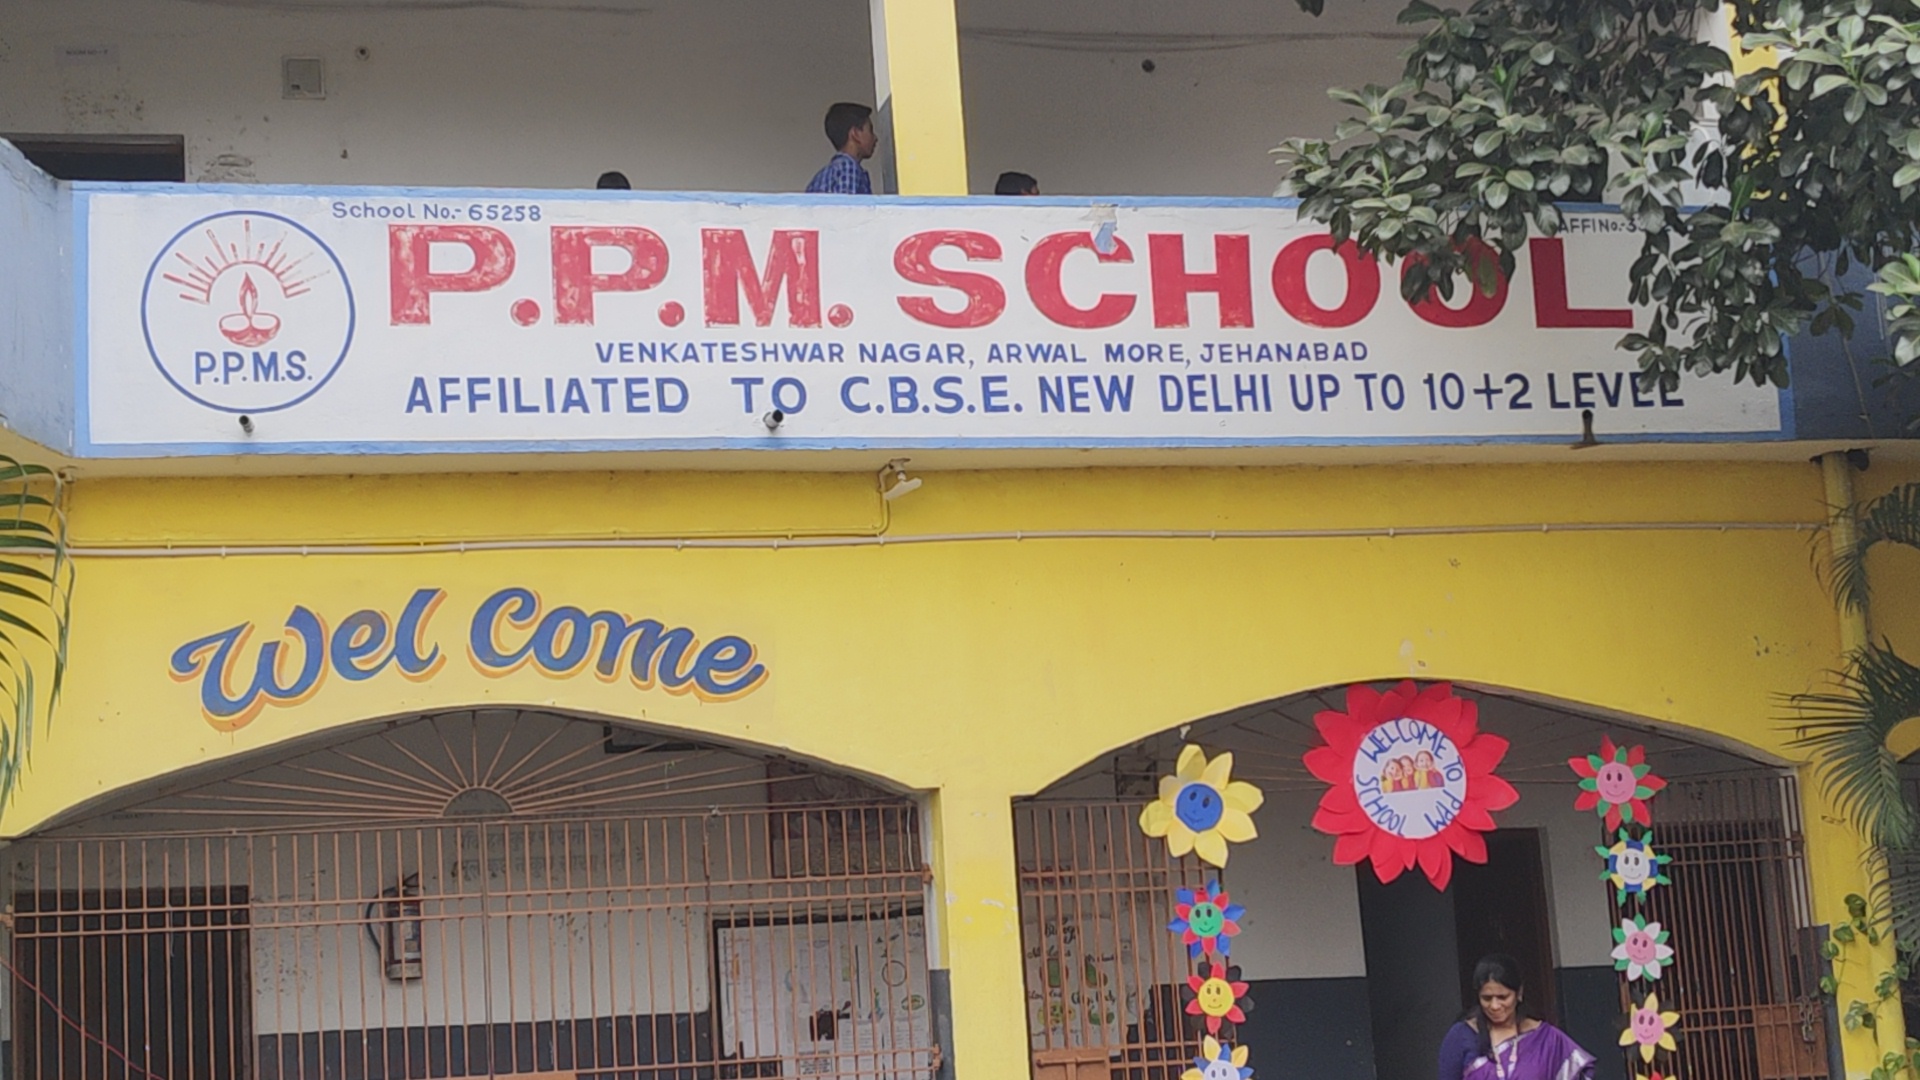 School No.- 65258
P.P.M. SCHOOL
VENKATESHWAR NAGAR, ARWAL MORE, JEHANABAD
AFFILIATED TO C.B.S.E. NEW DELHI UP TO 10+2 LEVEL
P.P.M.S.
Wel Come
WELCOME TO PPM SCHOOL'S